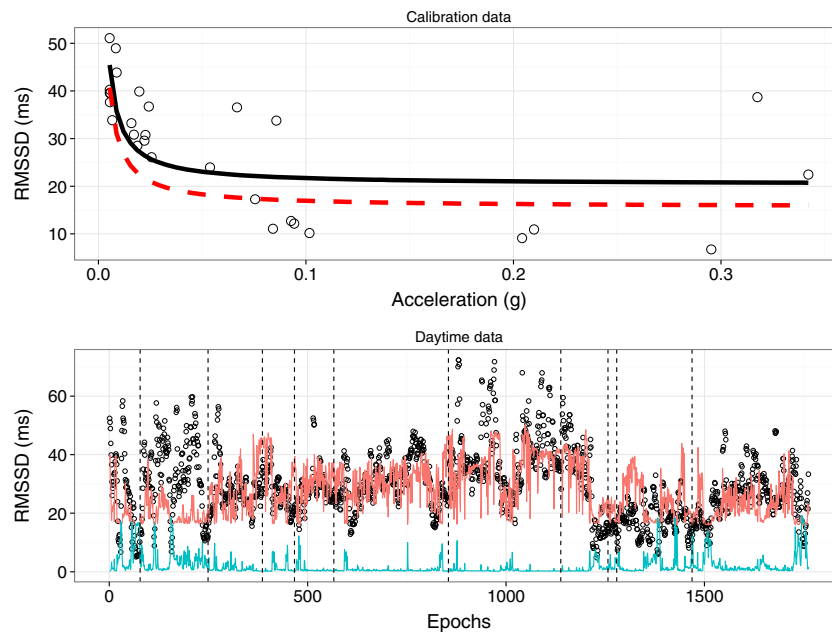 Calibration data
50
40
30
20
10
RMSSD (ms)
0.0 0.1 0.2 0.3
Acceleration (g)
Daytime data
60
40
20
0
RMSSD (ms)
0 500 1000 1500
Epochs